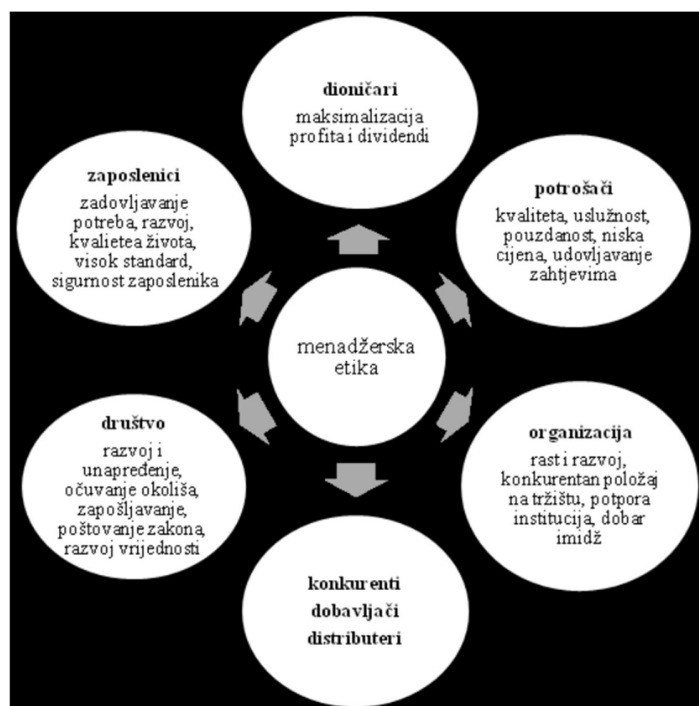 dioničari
maksimalizacija
profita i dividendi
zaposlenici
zadovljavanje
potreba, razvoj,
kvalietea života,
visok standard,
sigurnost zaposlenika
potrošači
kvaliteta, uslužnost,
pouzdanost, niska
cijena, udovljavanje
zahtjevima
menadžerska
etika
društvo
razvoj i
unapređenje,
očuvanje okoliša,
zapošljavanje,
poštovanje zakona,
razvoj vrijednosti
organizacija
rast i razvoj,
konkurentan položaj
na tržištu, potpora
institucija, dobar
imidž
konkurenti
dobavljači
distributeri